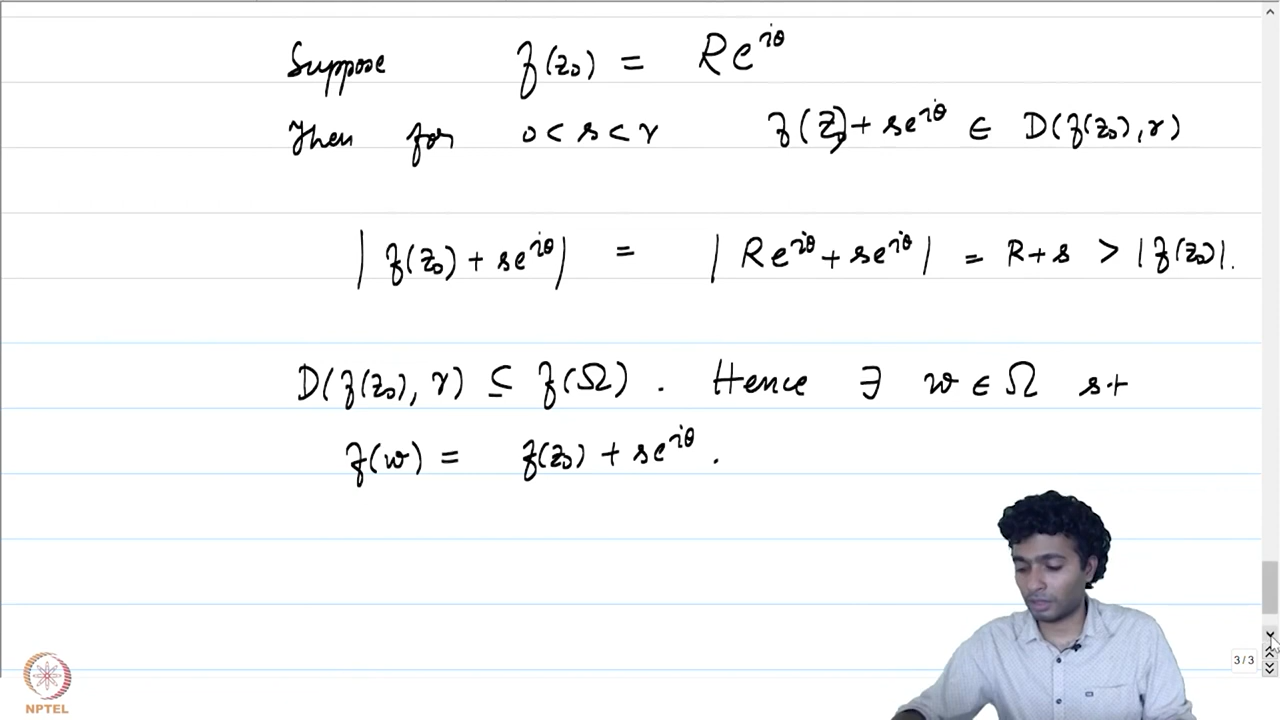 Suppose f(z₀) = Re^{iθ}
Then for 0 < s < r f(z₀) + se^{iθ} ∈ D(f(z₀), r)
|f(z₀) + se^{iθ}| = |Re^{iθ} + se^{iθ}| = R + s > |f(z₀)|.
D(f(z₀), r) ⊆ f(Ω). Hence ∃ w ∈ Ω st
f(w) = f(z₀) + se^{iθ}.
3 / 3
NPTEL